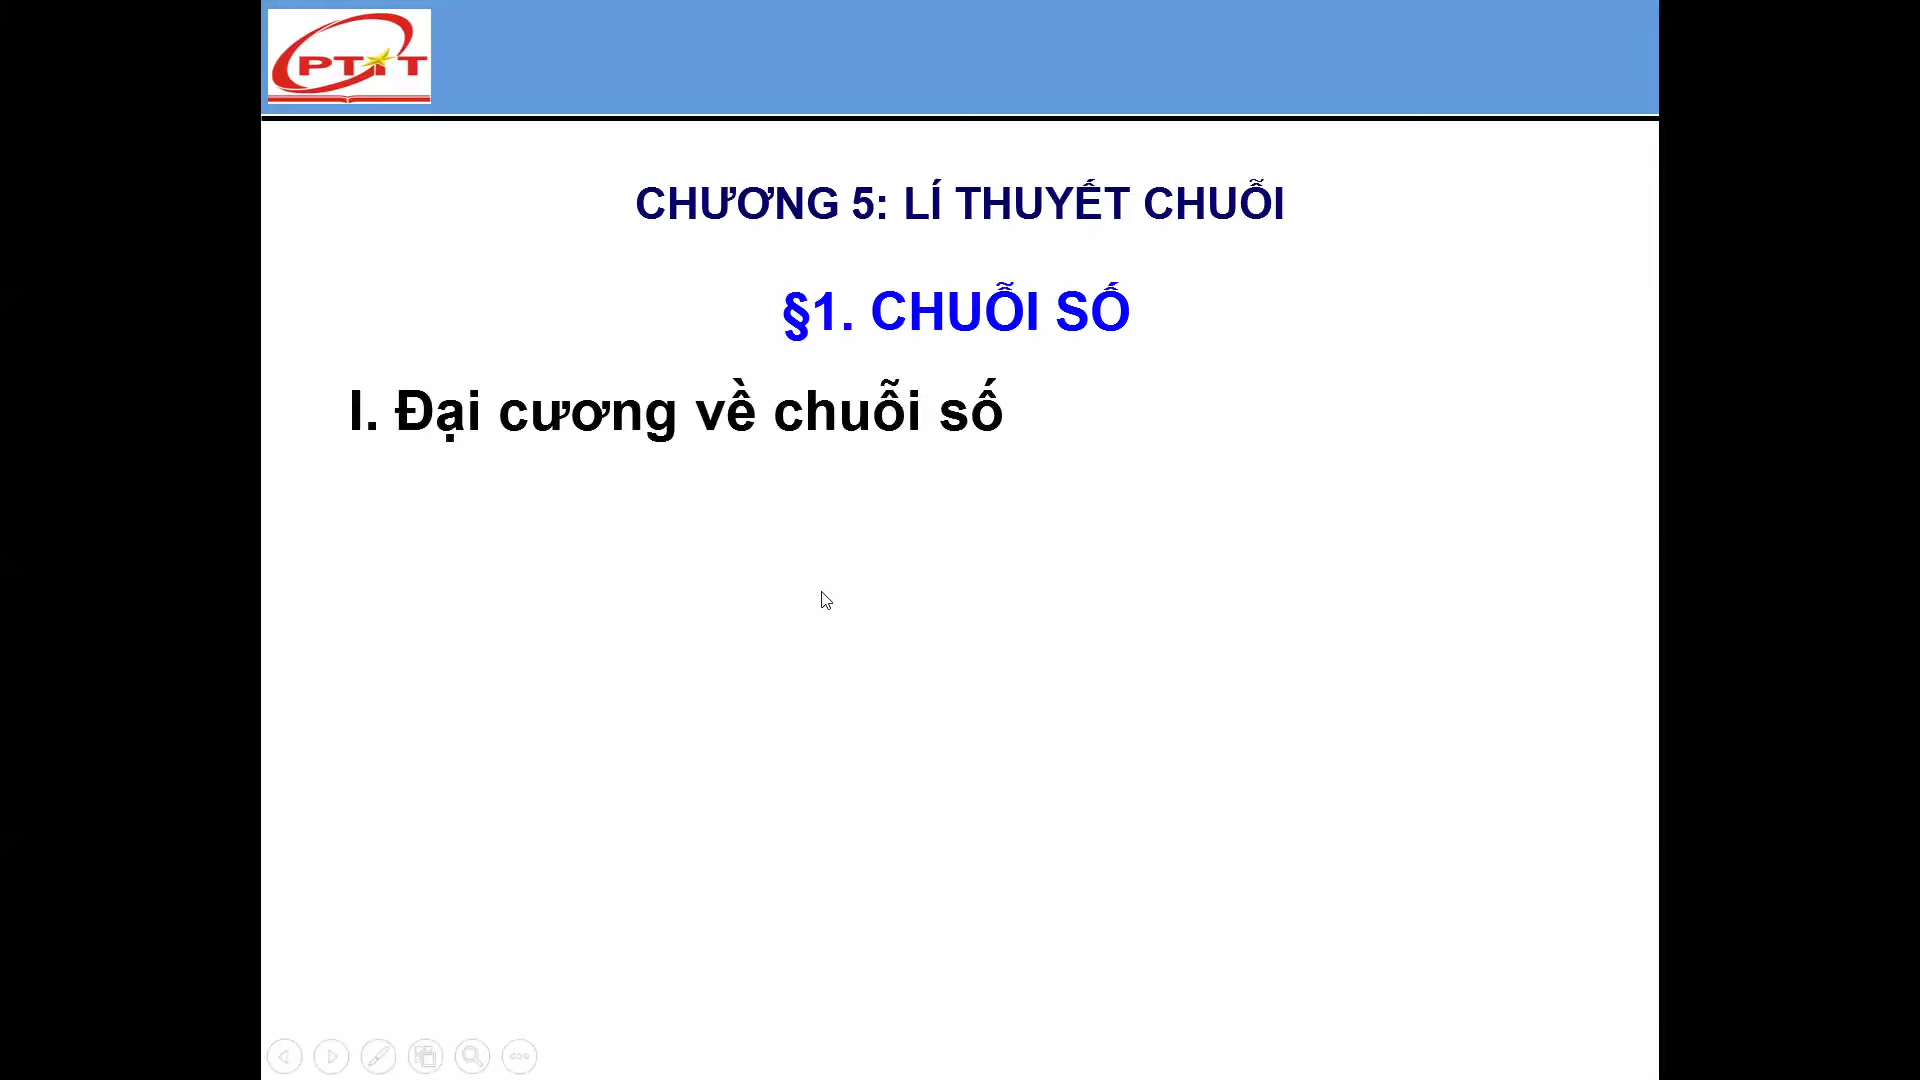 PTiT
CHƯƠNG 5: LÍ THUYẾT CHUỖI
§1. CHUỖI SỐ
I. Đại cương về chuỗi số